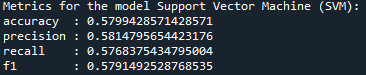 Metrics for the model Support Vector Machine (SVM):
accuracy  : 0.5799428571428571
precision : 0.5814795654423176
recall    : 0.5768375434795004
f1        : 0.5791492528768535